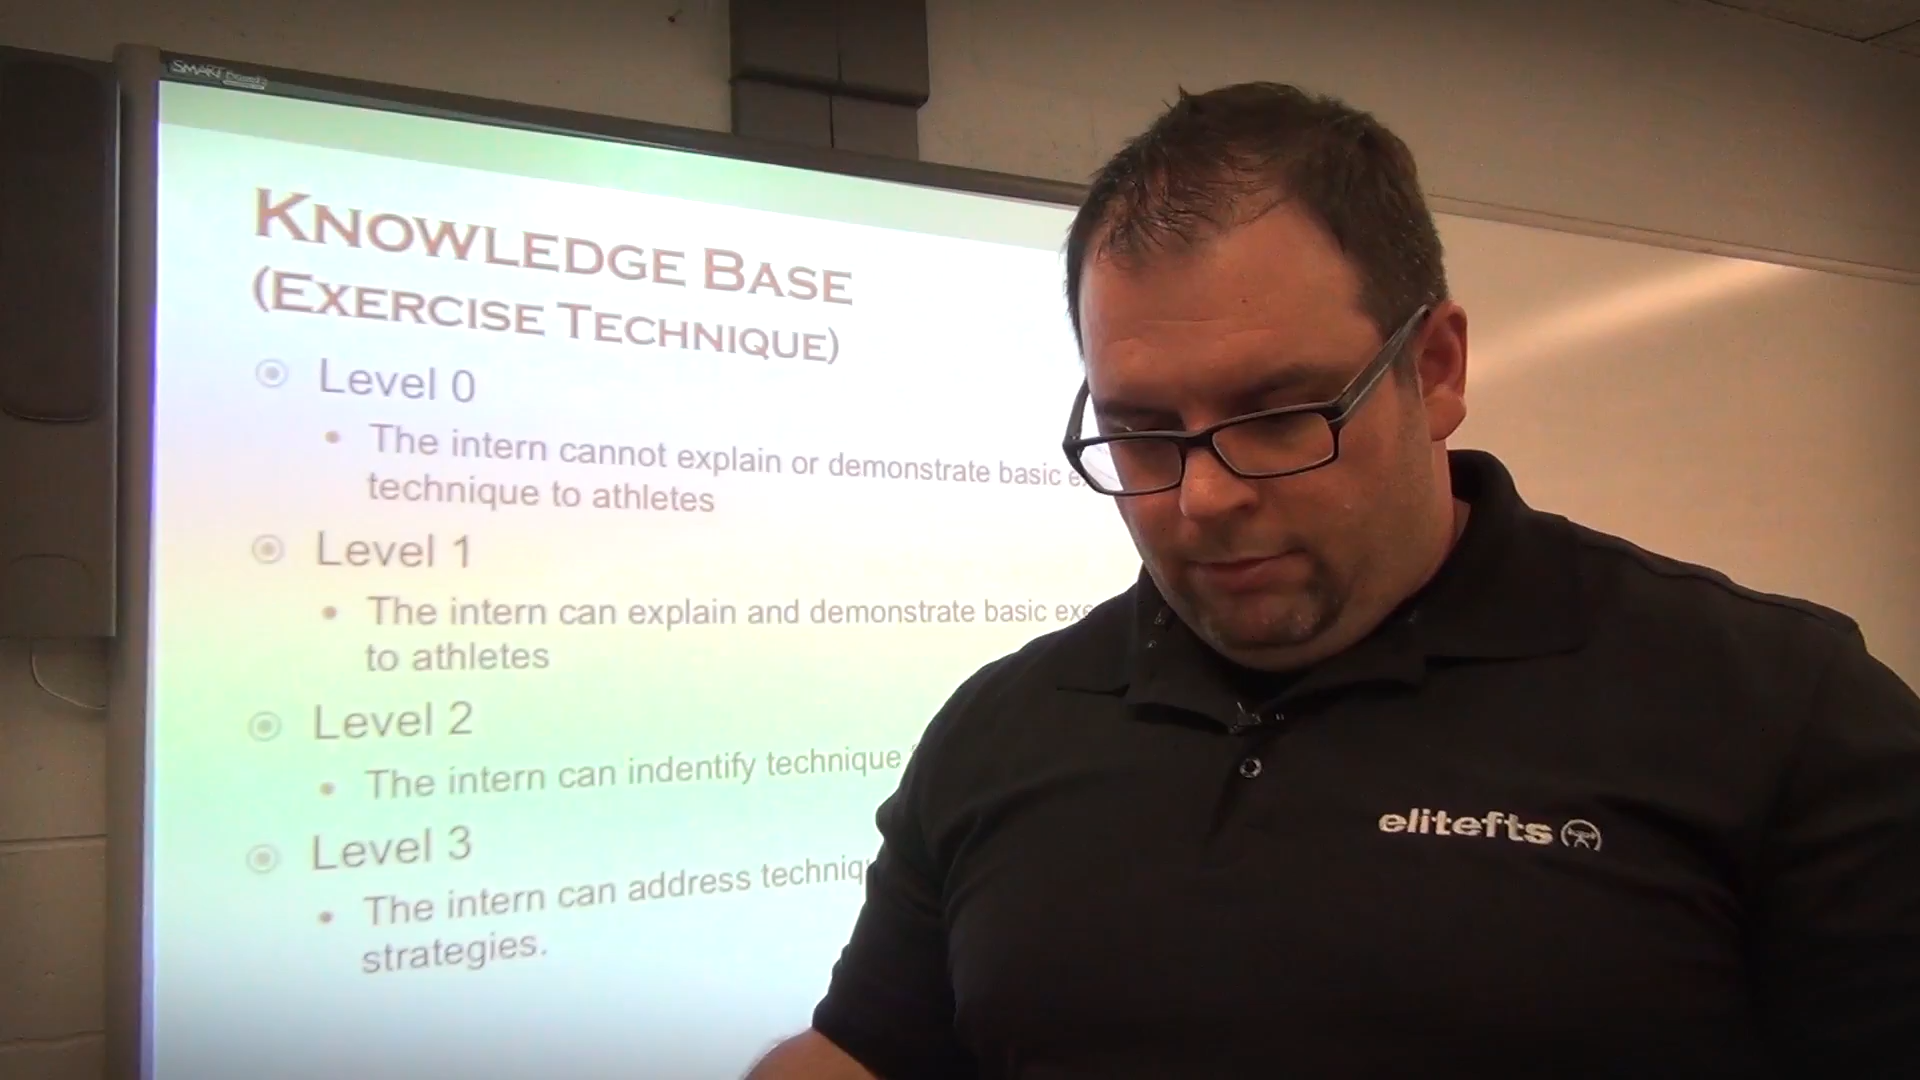 SMART Board
KNOWLEDGE BASE
(EXERCISE TECHNIQUE)
Level 0
The intern cannot explain or demonstrate basic
technique to athletes
Level 1
The intern can explain and demonstrate basic
to athletes
Level 2
The intern can indentify technique
Level 3
The intern can address
strategies.
elitefts